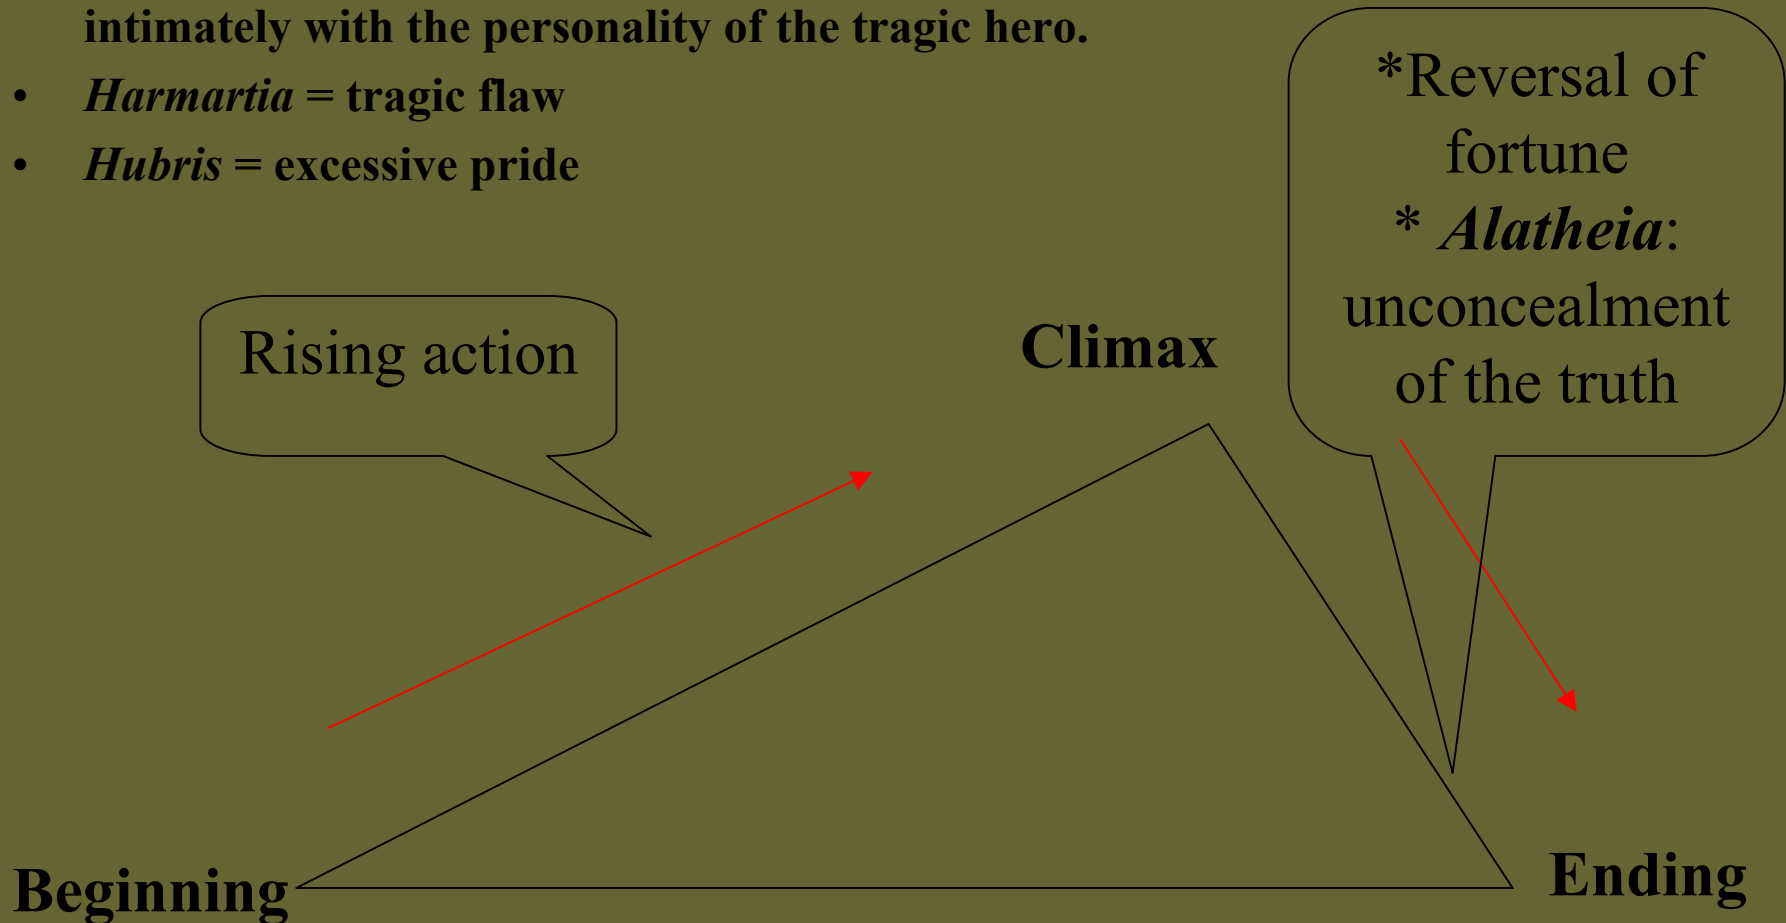 intimately with the personality of the tragic hero.
• Harmartia = tragic flaw
• Hubris = excessive pride
*Reversal of
fortune
* Alatheia:
unconcealment
of the truth
Rising action
Climax
Beginning
Ending